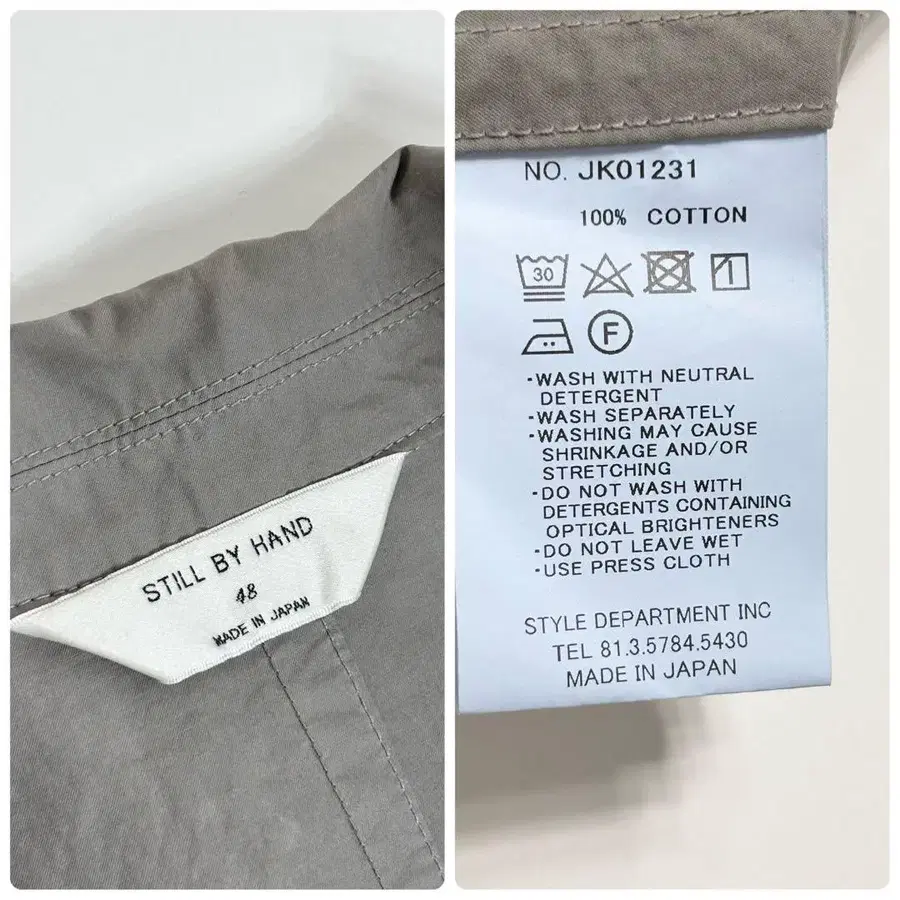 STILL BY HAND
48
MADE IN JAPAN
NO. JK01231
100% COTTON
30
F
·WASH WITH NEUTRAL
DETERGENT
·WASH SEPARATELY
·WASHING MAY CAUSE
SHRINKAGE AND/OR
STRETCHING
·DO NOT WASH WITH
DETERGENTS CONTAINING
OPTICAL BRIGHTENERS
·DO NOT LEAVE WET
·USE PRESS CLOTH
STYLE DEPARTMENT INC
TEL 81.3.5784.5430
MADE IN JAPAN